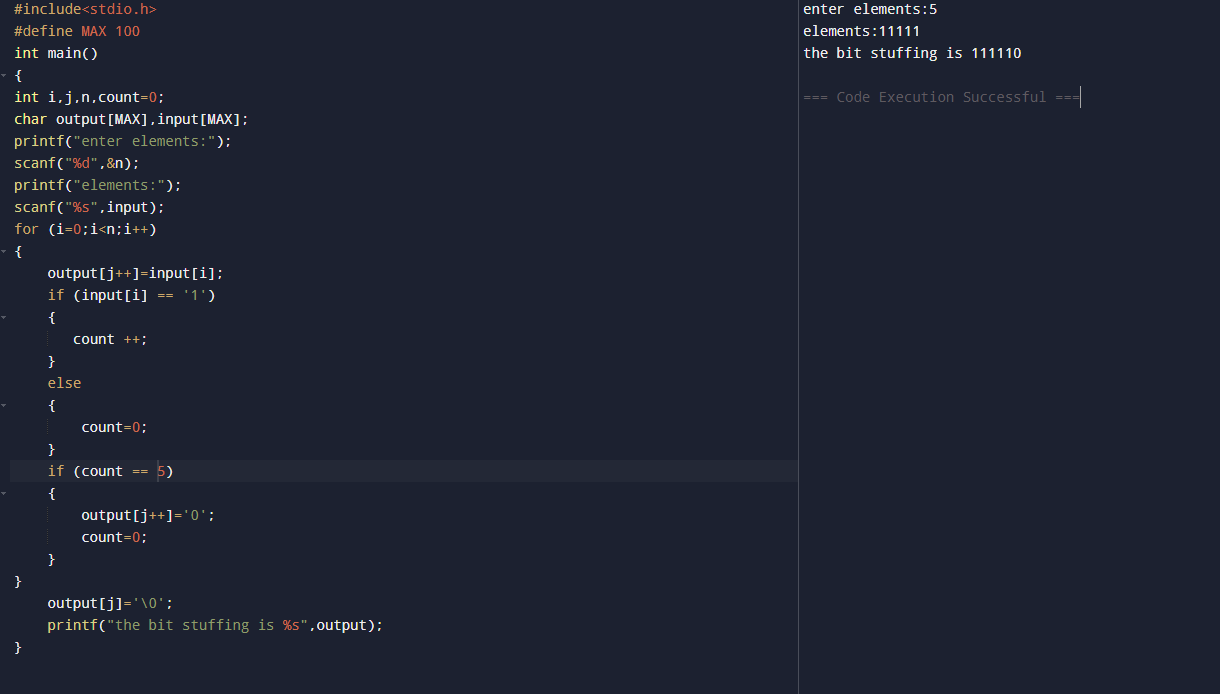 #include<stdio.h>
#define MAX 100
int main()
{
int i,j,n,count=0;
char output[MAX],input[MAX];
printf("enter elements:");
scanf("%d",&n);
printf("elements:");
scanf("%s",input);
for (i=0;i<n;i++)
{
    output[j++]=input[i];
    if (input[i] == '1')
    {
       count ++;
    }
    else
    {
        count=0;
    }
    if (count == 5)
    {
        output[j++]='0';
        count=0;
    }
}
    output[j]='\0';
    printf("the bit stuffing is %s",output);
}
enter elements:5
elements:11111
the bit stuffing is 111110
=== Code Execution Successful ===